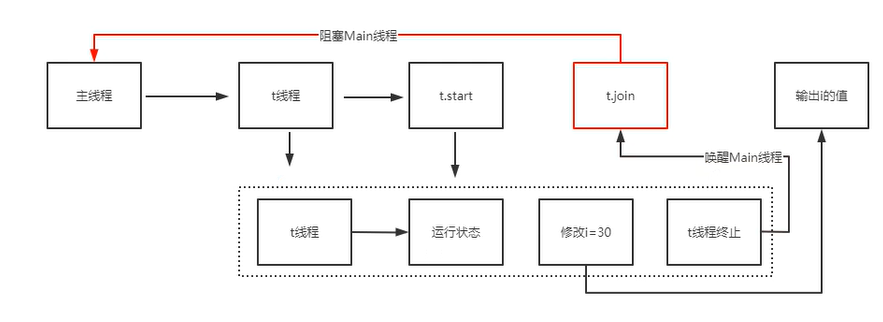 阻塞Main线程
主线程
t线程
t.start
t.join
输出i的值
唤醒Main线程
t线程
运行状态
修改i=30
t线程终止